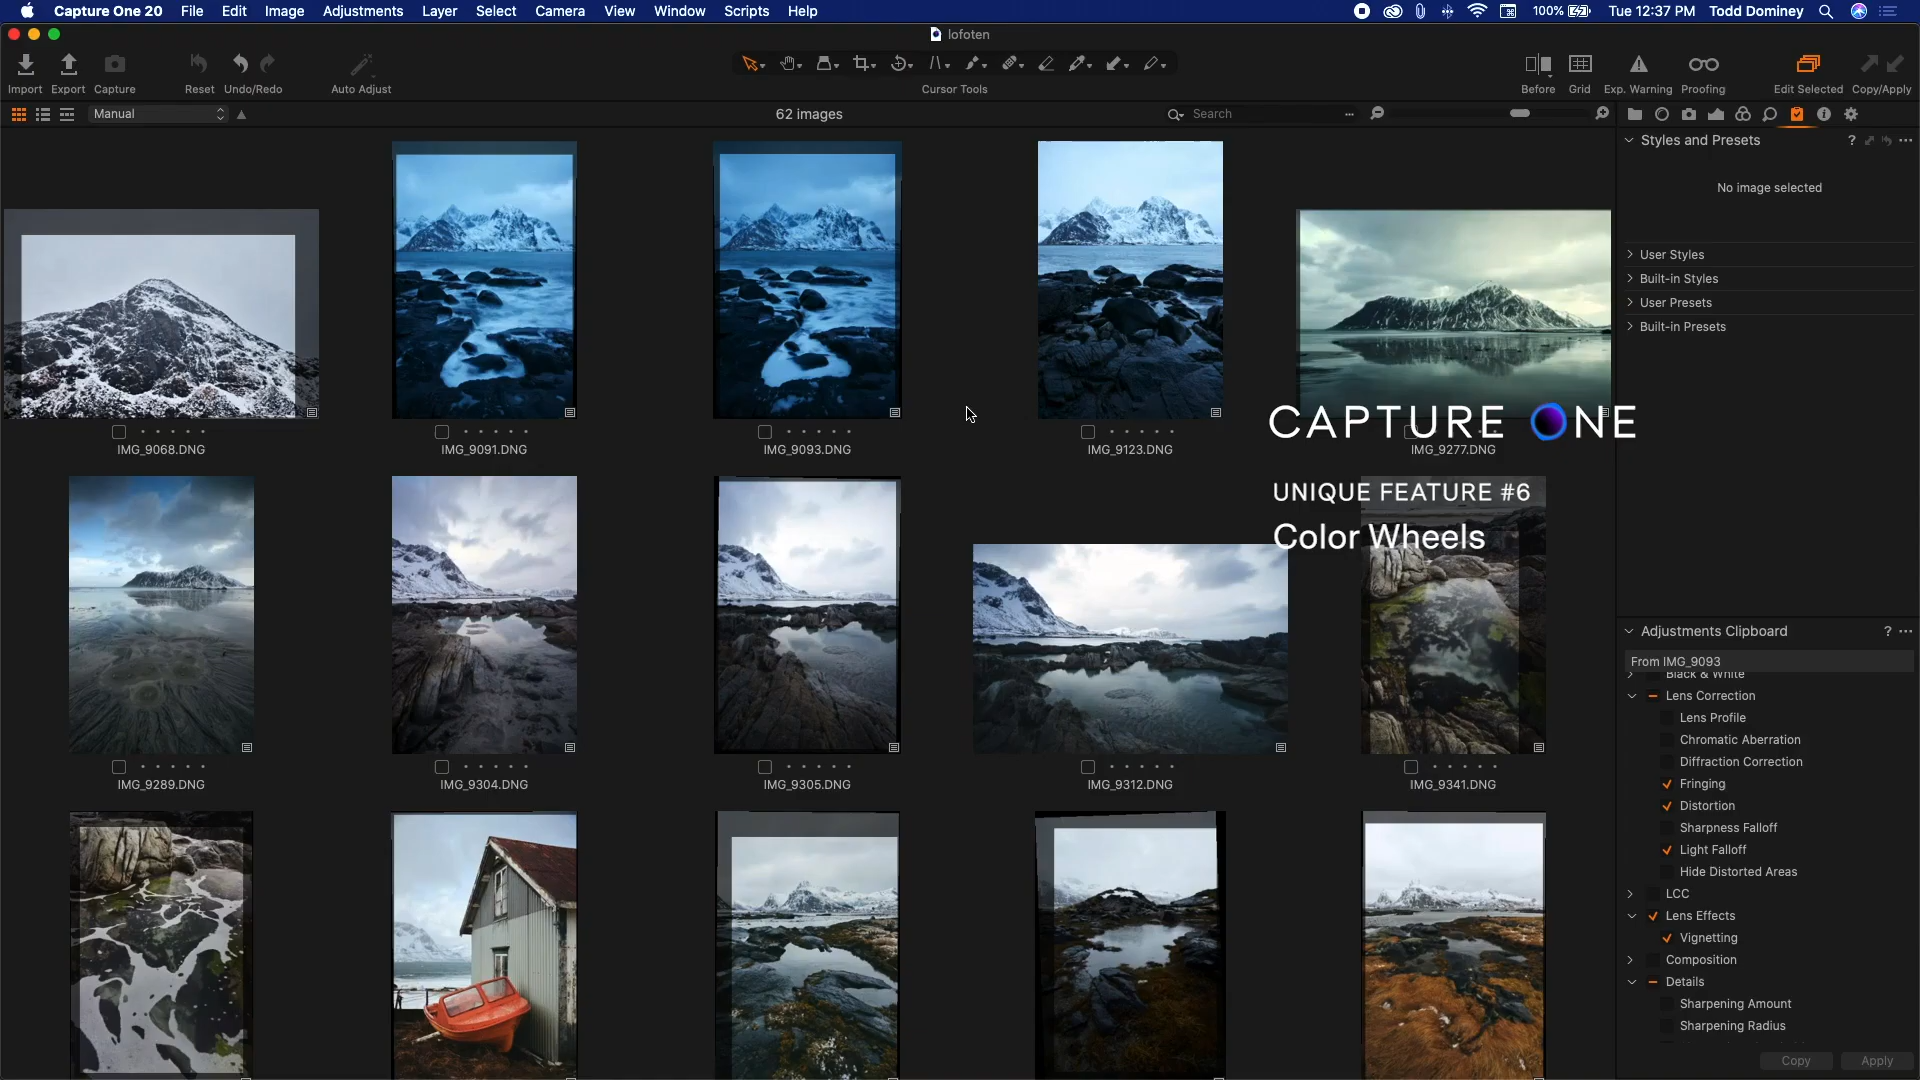 Capture One 20 File Edit Image Adjustments Layer Select Camera View Window Scripts Help 100% Tue 12:37 PM Todd Dominey
lofoten
Import Export Capture Reset Undo/Redo Auto Adjust Cursor Tools Before Grid Exp. Warning Proofing Edit Selected Copy/Apply
Manual 62 images Search
Styles and Presets
No image selected
User Styles
Built-in Styles
User Presets
Built-in Presets
CAPTURE ONE
IMG_9068.DNG IMG_9091.DNG IMG_9093.DNG IMG_9123.DNG IMG_9277.DNG
UNIQUE FEATURE #6
Color Wheels
IMG_9289.DNG IMG_9304.DNG IMG_9305.DNG IMG_9312.DNG IMG_9341.DNG
Adjustments Clipboard
From IMG_9093
Black & White
Lens Correction
Lens Profile
Chromatic Aberration
Diffraction Correction
Fringing
Distortion
Sharpness Falloff
Light Falloff
Hide Distorted Areas
LCC
Lens Effects
Vignetting
Composition
Details
Sharpening Amount
Sharpening Radius
Copy Apply